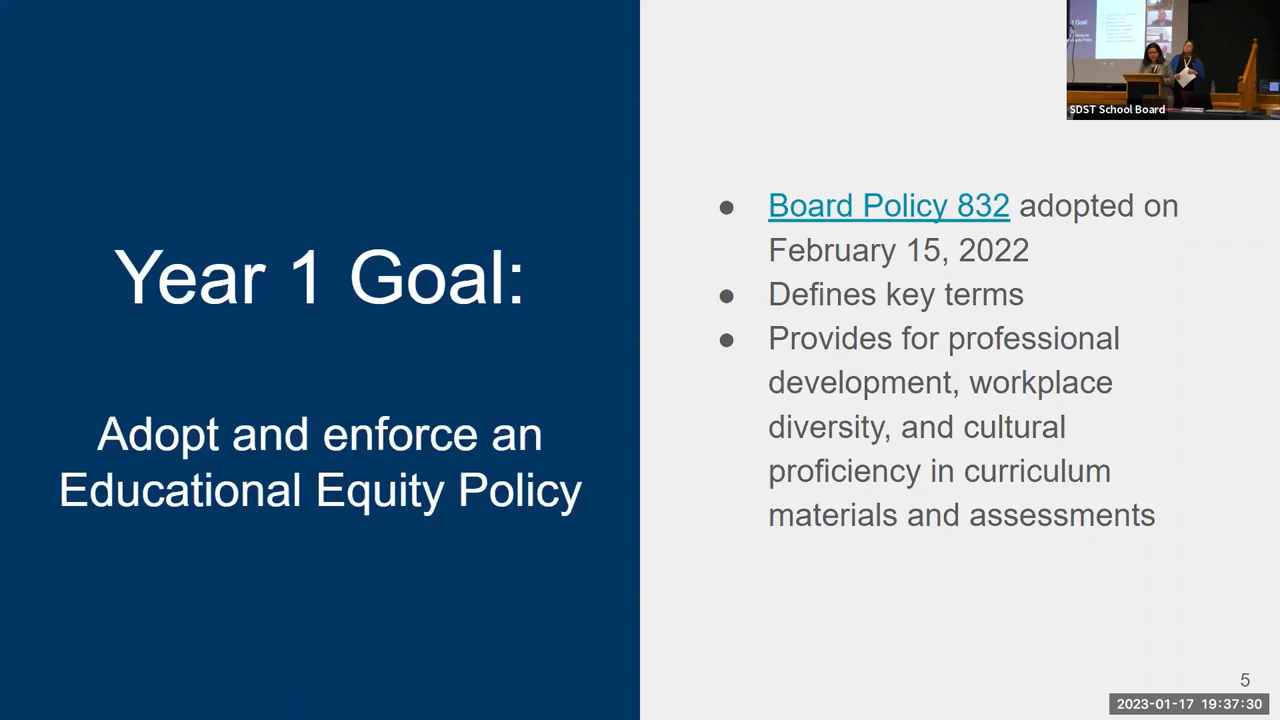 Year 1 Goal:
Adopt and enforce an
Educational Equity Policy
SDST School Board
● Board Policy 832 adopted on
February 15, 2022
● Defines key terms
● Provides for professional
development, workplace
diversity, and cultural
proficiency in curriculum
materials and assessments
5
2023-01-17 19:37:30